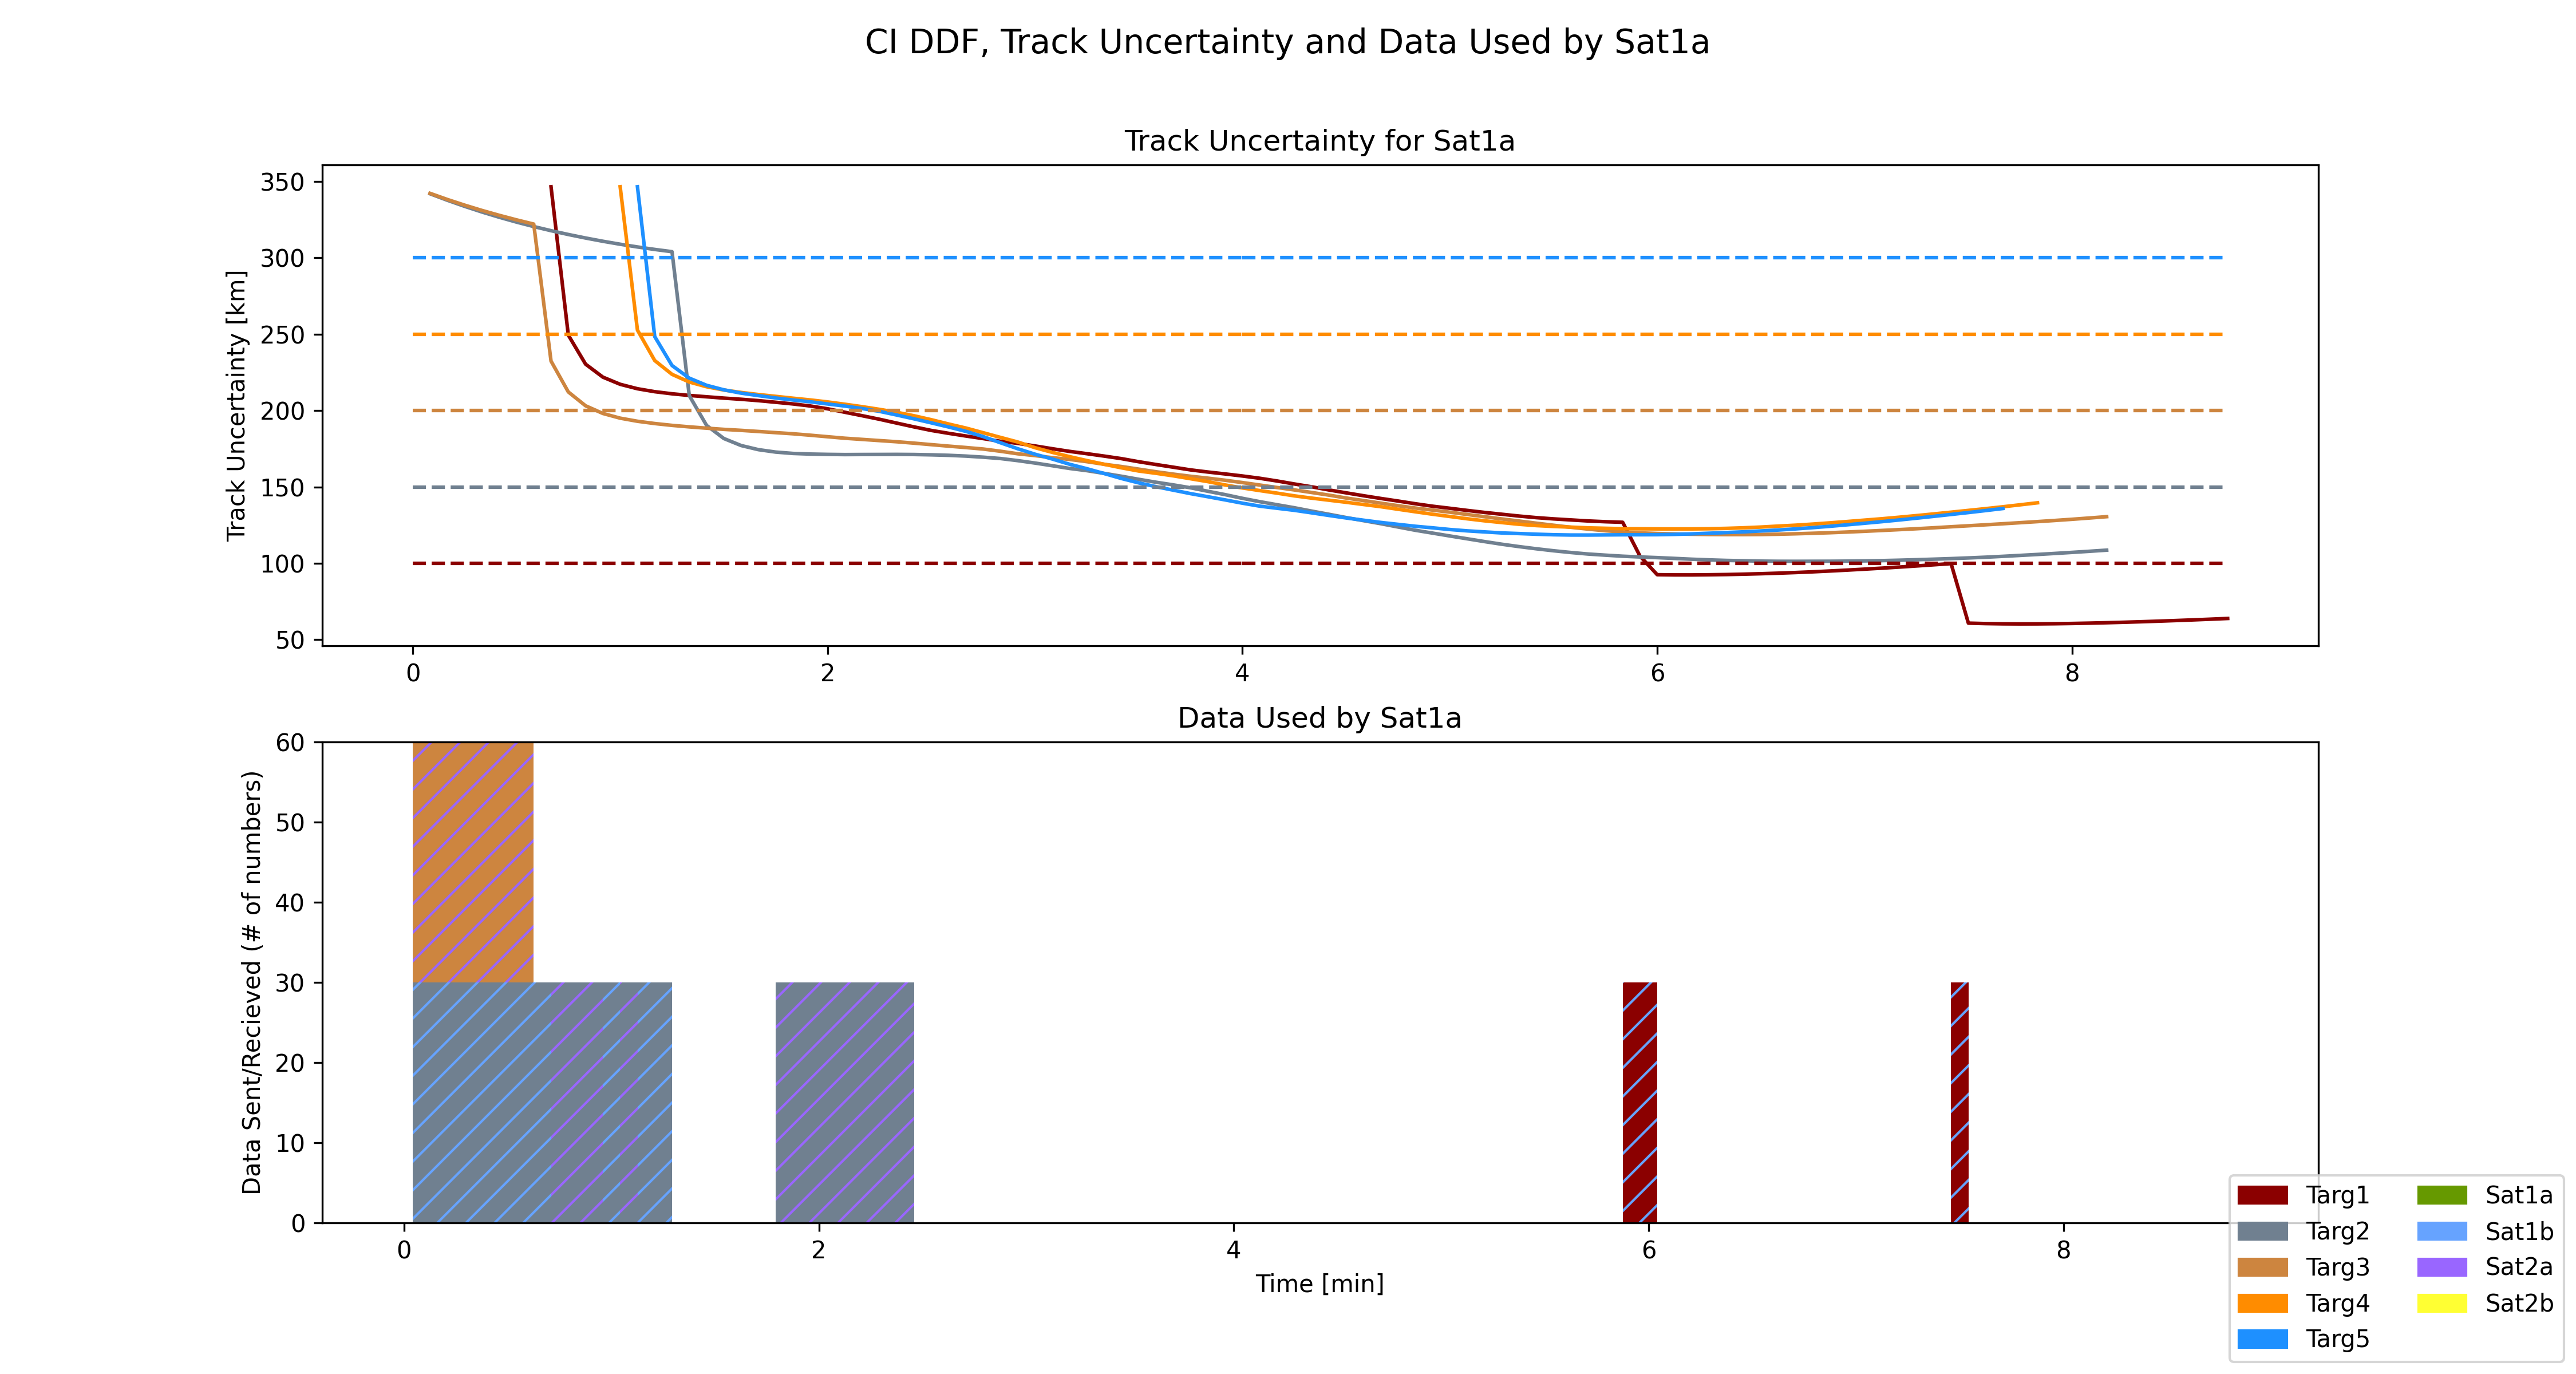 CI DDF, Track Uncertainty and Data Used by Sat1a
Track Uncertainty for Sat1a
Track Uncertainty [km]
350
300
250
200
150
100
50
0 2 4 6 8
Data Used by Sat1a
Data Sent/Recieved (# of numbers)
60
50
40
30
20
10
0
0 2 4 6 8
Time [min]
Targ1 Sat1a
Targ2 Sat1b
Targ3 Sat2a
Targ4 Sat2b
Targ5